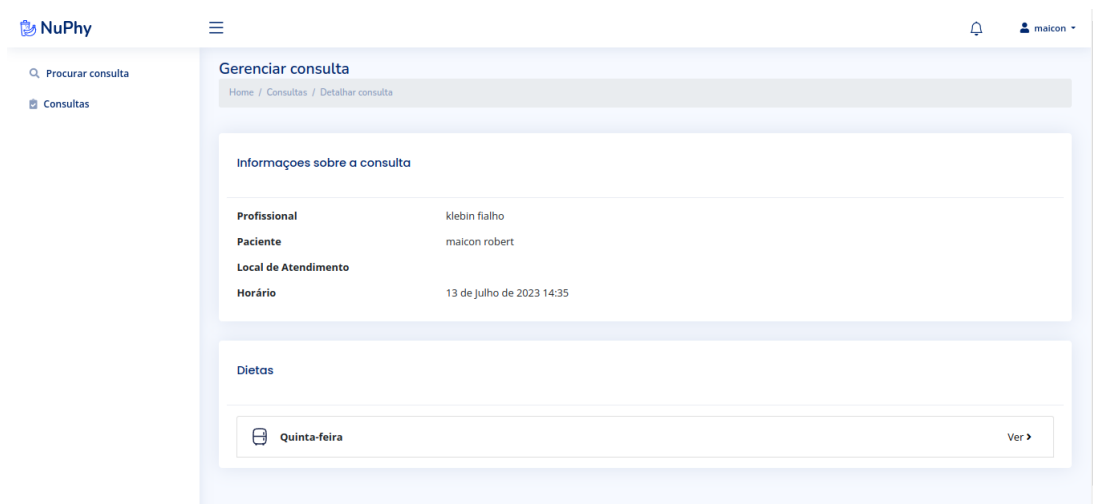 NuPhy
maicon
Procurar consulta
Consultas
Gerenciar consulta
Home / Consultas / Detalhar consulta
Informaçoes sobre a consulta
Profissional klebin fialho
Paciente maicon robert
Local de Atendimento
Horário 13 de Julho de 2023 14:35
Dietas
Quinta-feira Ver